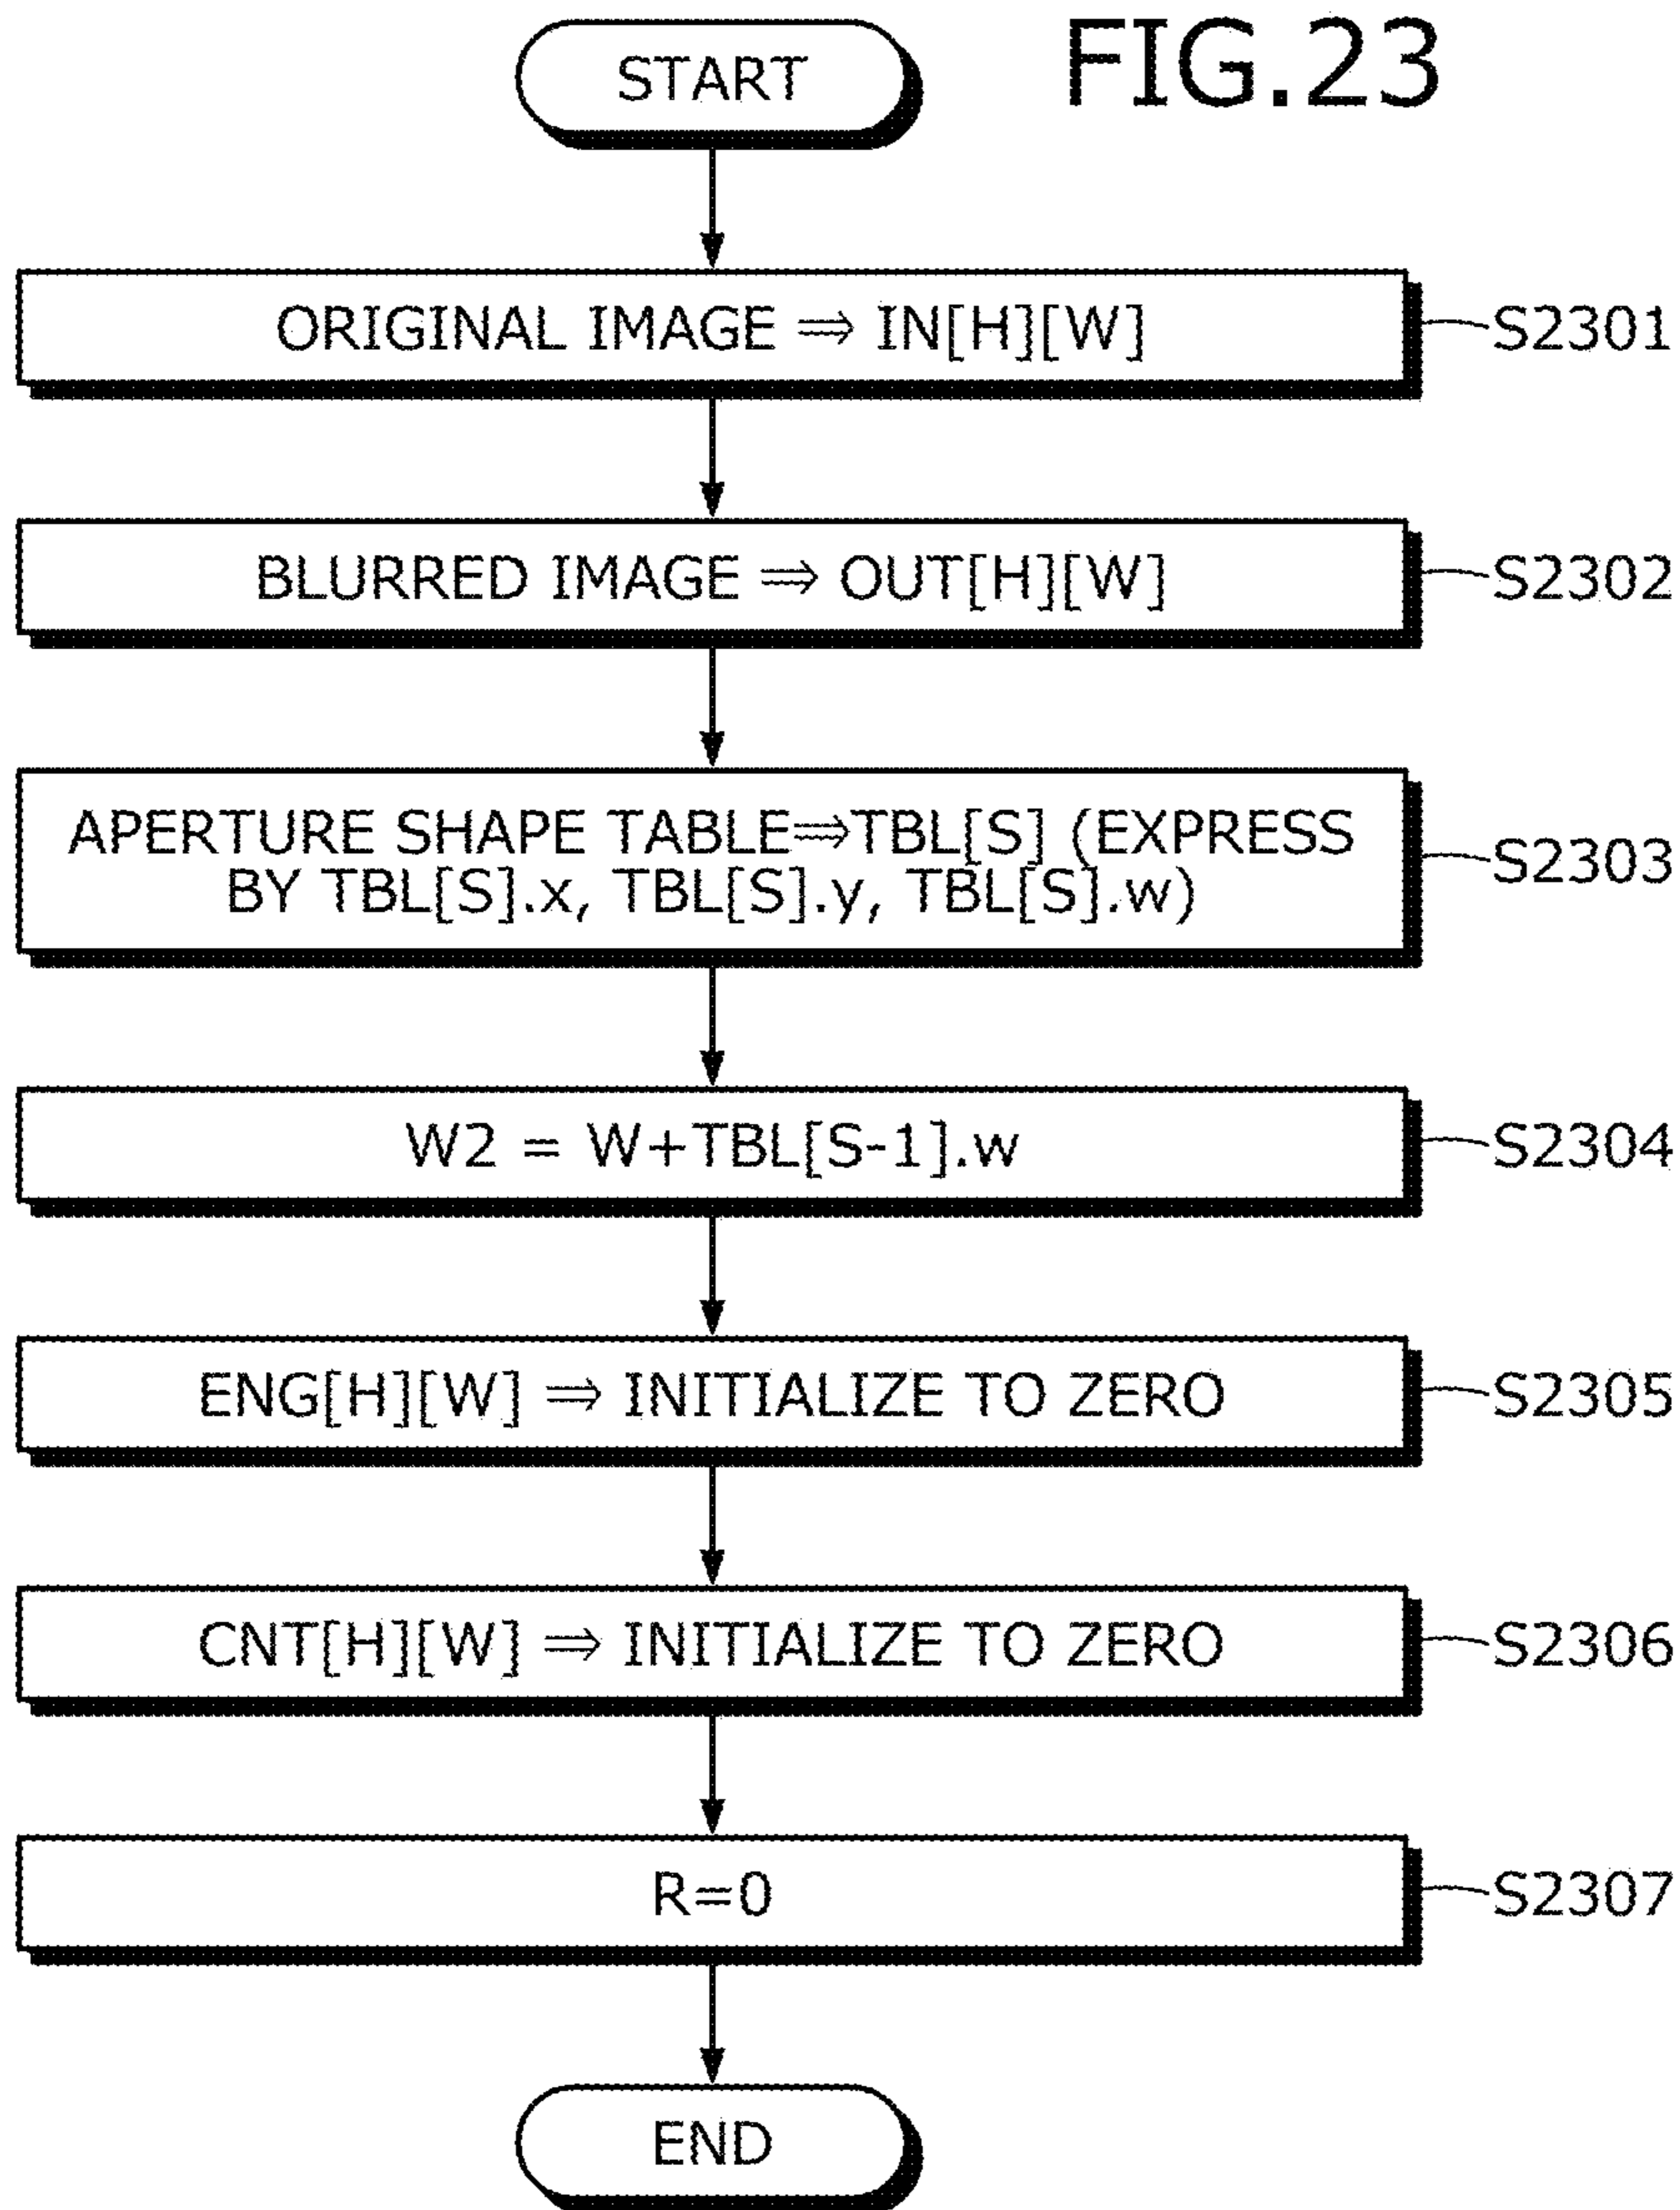 FIG.23
START
ORIGINAL IMAGE ⇒ IN[H][W]
S2301
BLURRED IMAGE ⇒ OUT[H][W]
S2302
APERTURE SHAPE TABLE⇒TBL[S] (EXPRESS
BY TBL[S].x, TBL[S].y, TBL[S].w)
S2303
W2 = W+TBL[S-1].w
S2304
ENG[H][W] ⇒ INITIALIZE TO ZERO
S2305
CNT[H][W] ⇒ INITIALIZE TO ZERO
S2306
R=0
S2307
END